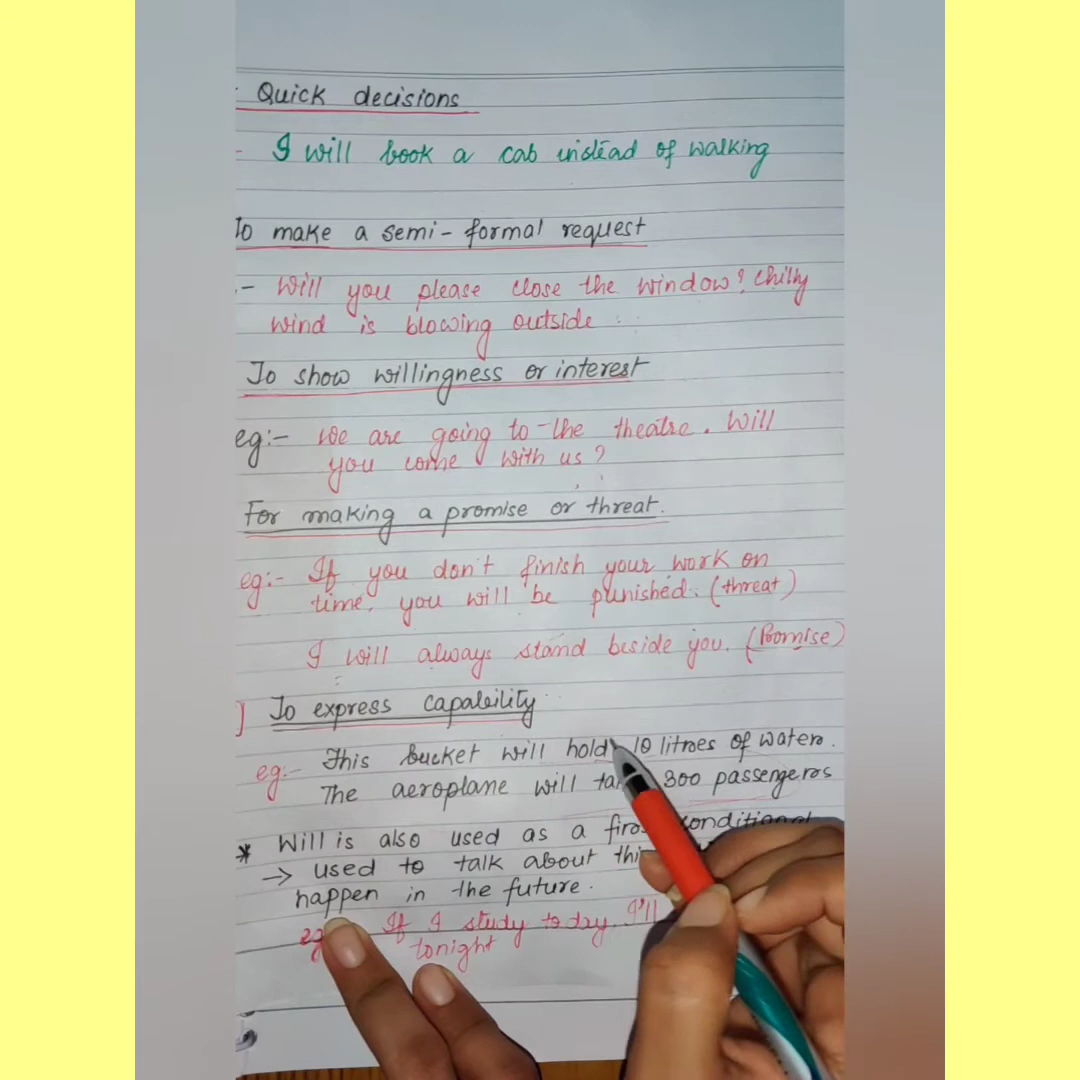 Quick decisions
- I will book a cab instead of walking
To make a semi-formal request
:- Will you please close the window? Chilly
wind is blowing outside.
To show willingness or interest
eg:- We are going to the theatre. Will
you come with us?
For making a promise or threat.
eg:- If you don't finish your work on
time, you will be punished. (threat)
I will always stand beside you. (Promise)
] To express capability
eg:- This bucket will hold 10 litres of water.
The aeroplane will 300 passengers
* Will is also used as a conditional
→ used to talk about
happen in the future.
If I study today, I'll
tonight